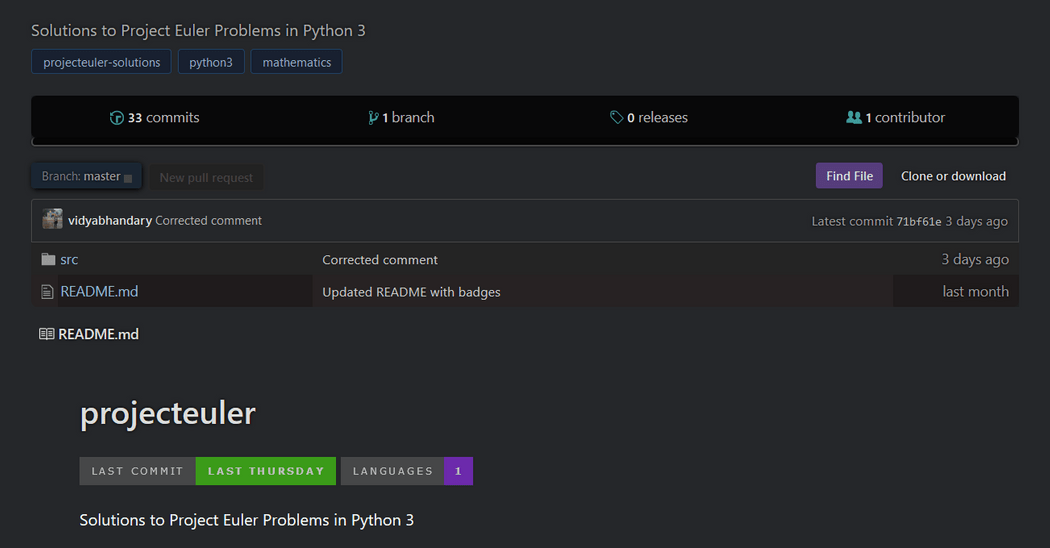 Solutions to Project Euler Problems in Python 3
projecteuler-solutions python3 mathematics
33 commits 1 branch 0 releases 1 contributor
Branch: master New pull request Find File Clone or download
vidyabhandary Corrected comment Latest commit 71bf61e 3 days ago
src Corrected comment 3 days ago
README.md Updated README with badges last month
README.md
projecteuler
LAST COMMIT LAST THURSDAY LANGUAGES 1
Solutions to Project Euler Problems in Python 3